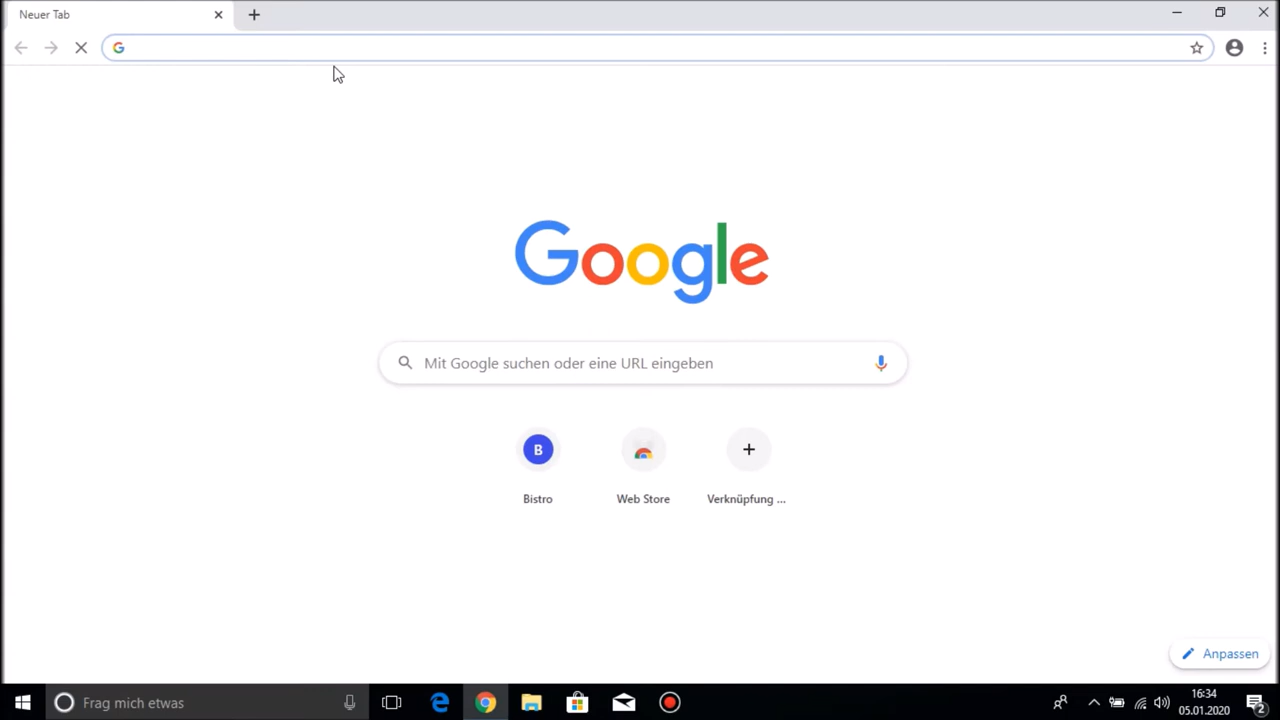 Neuer Tab
Google
Mit Google suchen oder eine URL eingeben
B
Bistro
Web Store
Verknüpfung ...
Anpassen
Frag mich etwas
16:34
05.01.2020
2